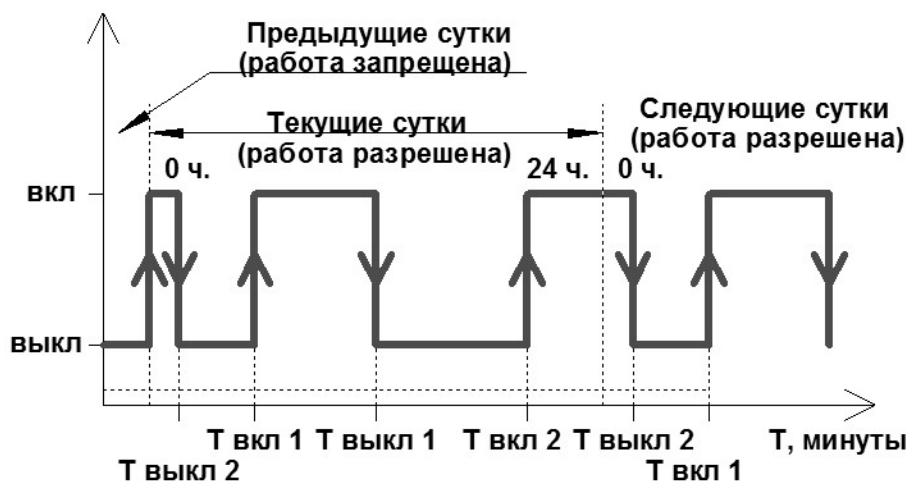 Предыдущие сутки
(работа запрещена)
Текущие сутки
(работа разрешена)
Следующие сутки
(работа разрешена)
0 ч.
24 ч.
0 ч.
ВКЛ
ВЫКЛ
Т вкл 1
Т выкл 1
Т вкл 2
Т выкл 2
Т, минуты
Т выкл 2
Т вкл 1